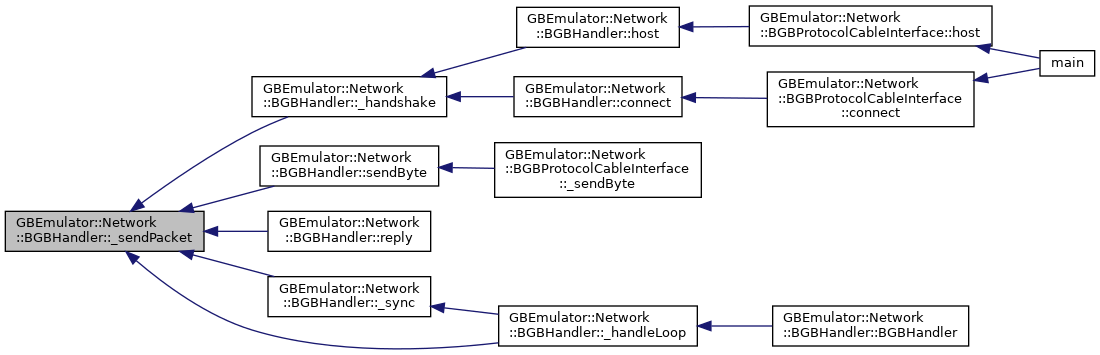 GBEmulator::Network
::BGBHandler::_sendPacket
GBEmulator::Network
::BGBHandler::_handshake
GBEmulator::Network
::BGBHandler::host
GBEmulator::Network
::BGBProtocolCableInterface::host
main
GBEmulator::Network
::BGBHandler::connect
GBEmulator::Network
::BGBProtocolCableInterface
::connect
GBEmulator::Network
::BGBHandler::sendByte
GBEmulator::Network
::BGBProtocolCableInterface
::_sendByte
GBEmulator::Network
::BGBHandler::reply
GBEmulator::Network
::BGBHandler::_sync
GBEmulator::Network
::BGBHandler::_handleLoop
GBEmulator::Network
::BGBHandler::BGBHandler